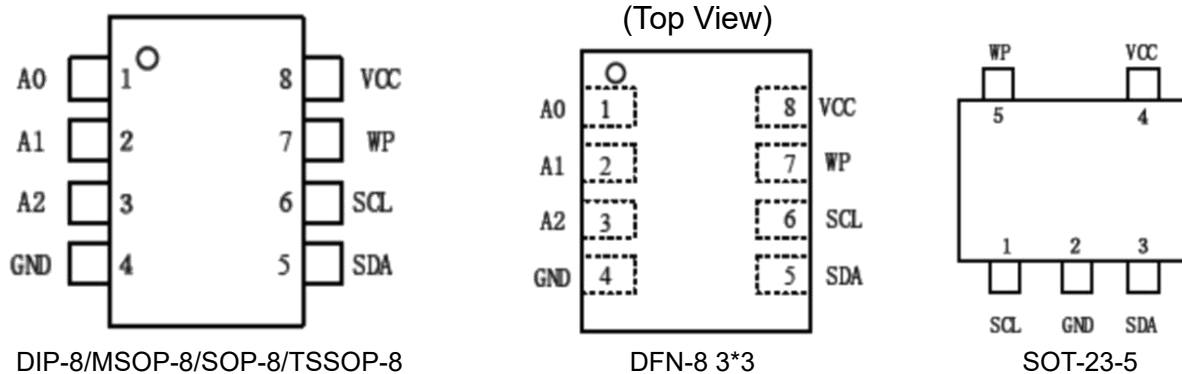 (Top View)
A0 1 8 VCC
A1 2 7 WP
A2 3 6 SCL
GND 4 5 SDA
DIP-8/MSOP-8/SOP-8/TSSOP-8
A0 1 8 VCC
A1 2 7 WP
A2 3 6 SCL
GND 4 5 SDA
DFN-8 3*3
WP VCC
5 4
1 2 3
SCL GND SDA
SOT-23-5